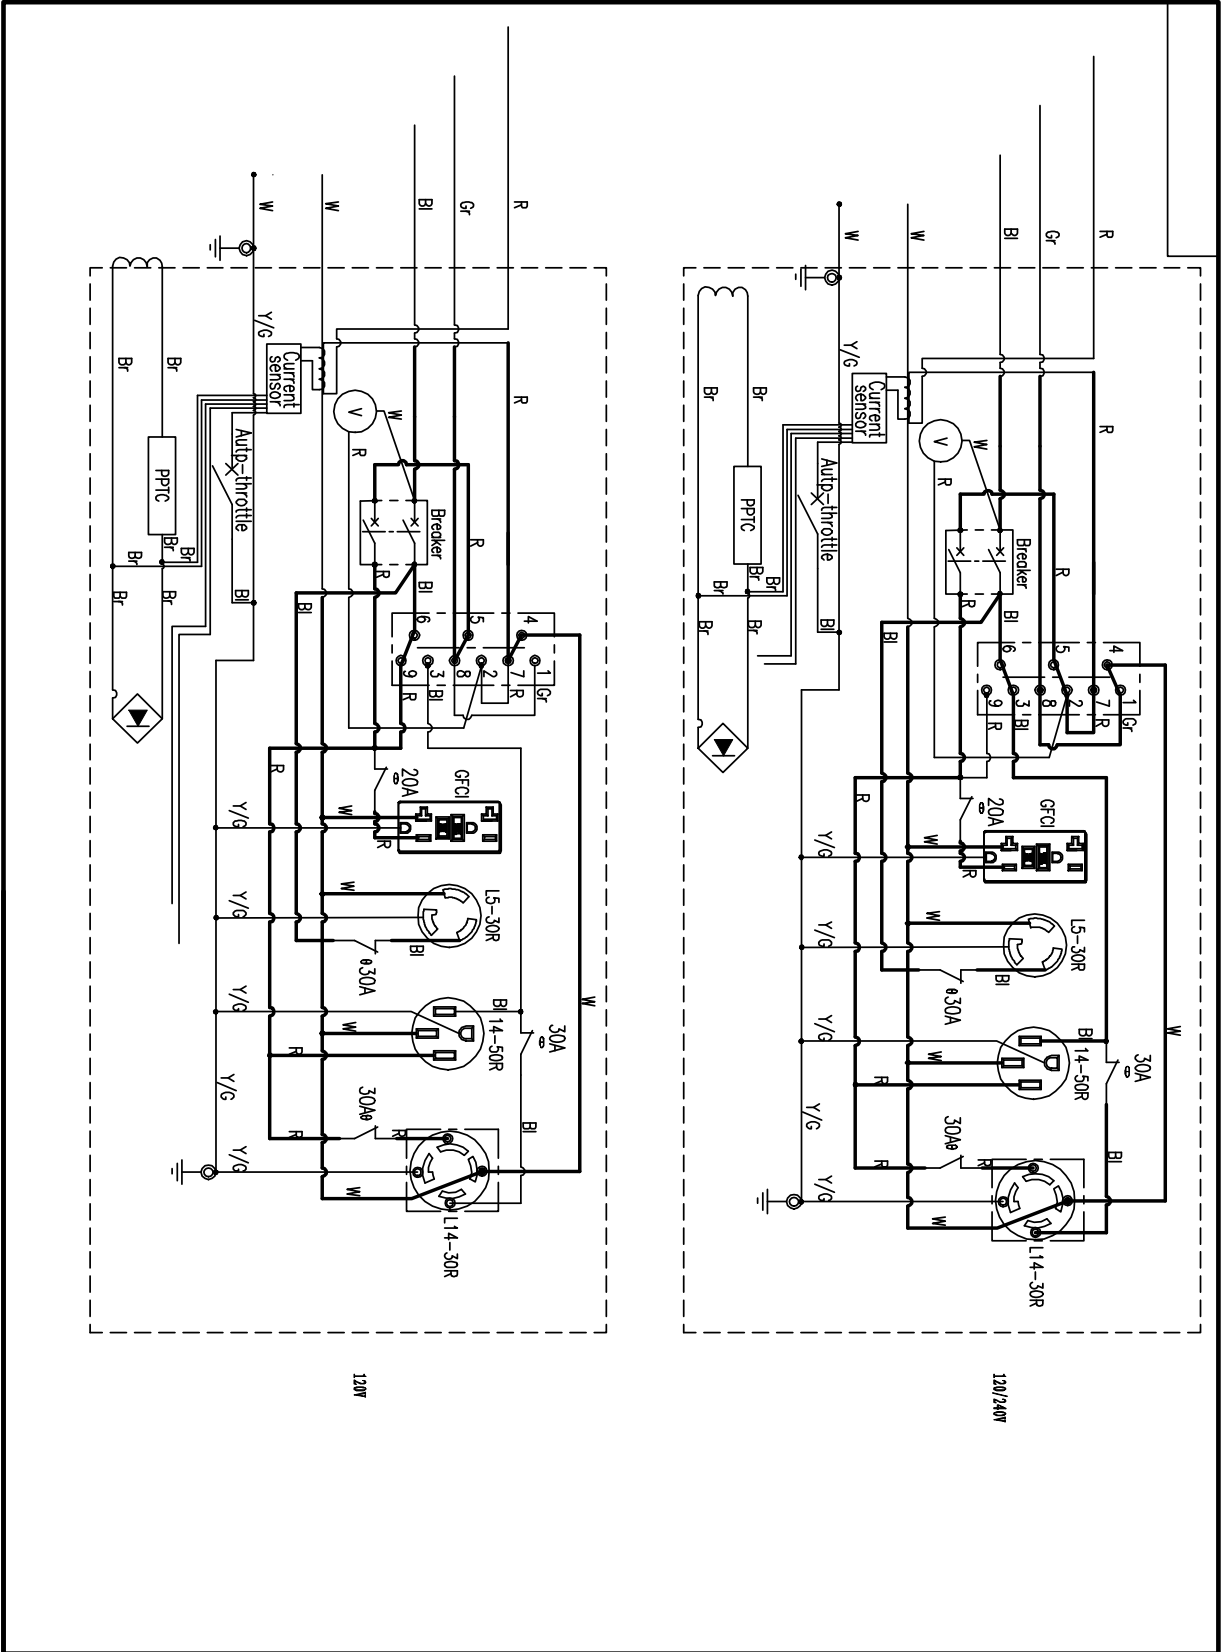 R
Gr
Bl
W
W
Y/G
Current
sensor
Br
Br
PPTC
Br
Br
Br
Br
Br
Autp-throttle
Bl
V
W
R
R
Breaker
R
Bl
R
Bl
4
5
6
1
7
2
8
3
9
Gr
R
Bl
R
R
20A
GFCI
W
R
Y/G
L5-30R
W
Bl
Y/G
30A
14-50R
Bl
W
R
Y/G
30A
W
Bl
Y/G
30A
R
R
Y/G
W
L14-30R
120/240V
R
Gr
Bl
W
W
Y/G
Current
sensor
Br
Br
PPTC
Br
Br
Br
Br
Br
Autp-throttle
Bl
V
W
R
R
Breaker
R
Bl
R
Bl
4
5
6
1
7
2
8
3
9
Gr
R
Bl
R
R
20A
GFCI
W
R
Y/G
L5-30R
W
Bl
Y/G
30A
14-50R
Bl
W
R
Y/G
30A
W
Bl
Y/G
30A
R
R
Y/G
W
L14-30R
120V